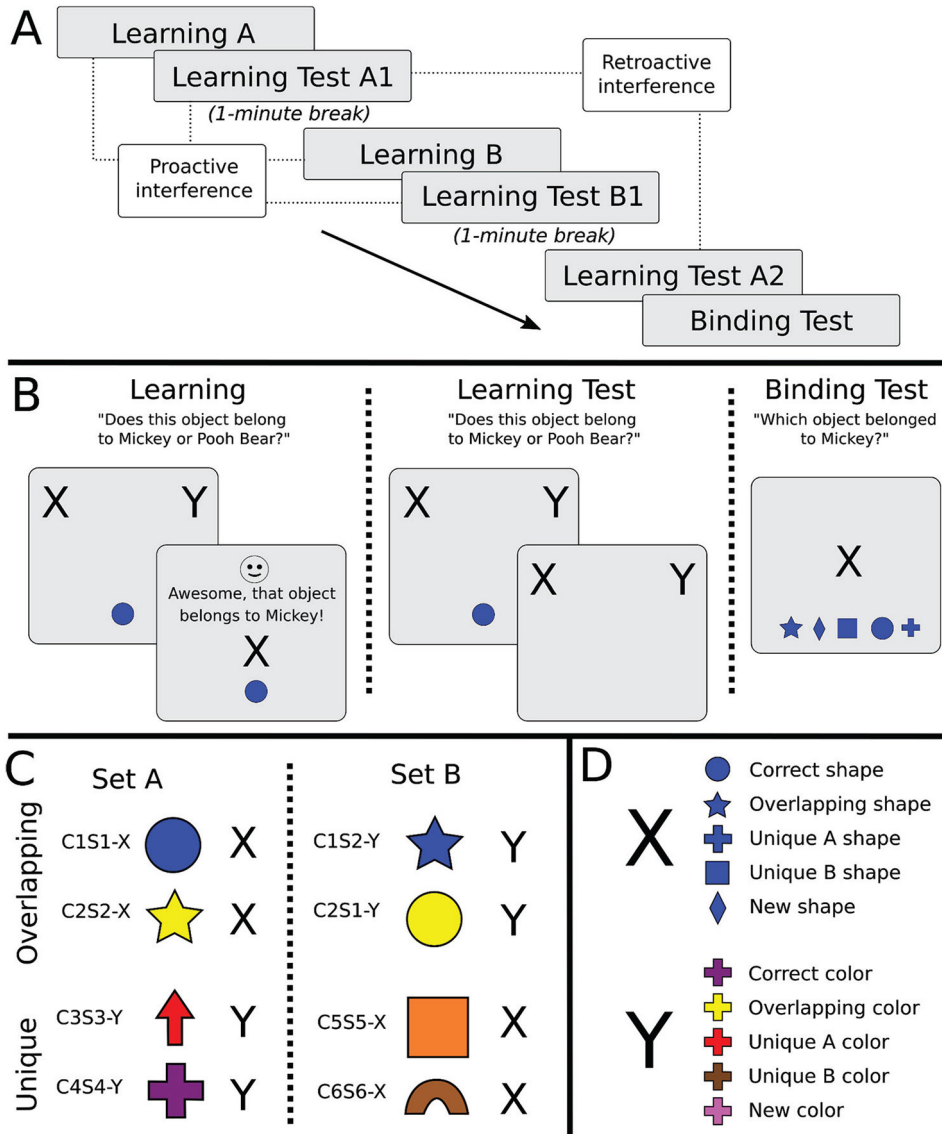 A
Learning A
Learning Test A1
(1-minute break)
Retroactive
interference
Proactive
interference
Learning B
Learning Test B1
(1-minute break)
Learning Test A2
Binding Test
B
Learning
"Does this object belong
to Mickey or Pooh Bear?"
X Y
Awesome, that object
belongs to Mickey!
X
Learning Test
"Does this object belong
to Mickey or Pooh Bear?"
X Y
X Y
Binding Test
"Which object belonged
to Mickey?"
X
C
Set A
Set B
Overlapping
C1S1-X X
C2S2-X X
C1S2-Y Y
C2S1-Y Y
Unique
C3S3-Y Y
C4S4-Y Y
C5S5-X X
C6S6-X X
D
X
Correct shape
Overlapping shape
Unique A shape
Unique B shape
New shape
Y
Correct color
Overlapping color
Unique A color
Unique B color
New color